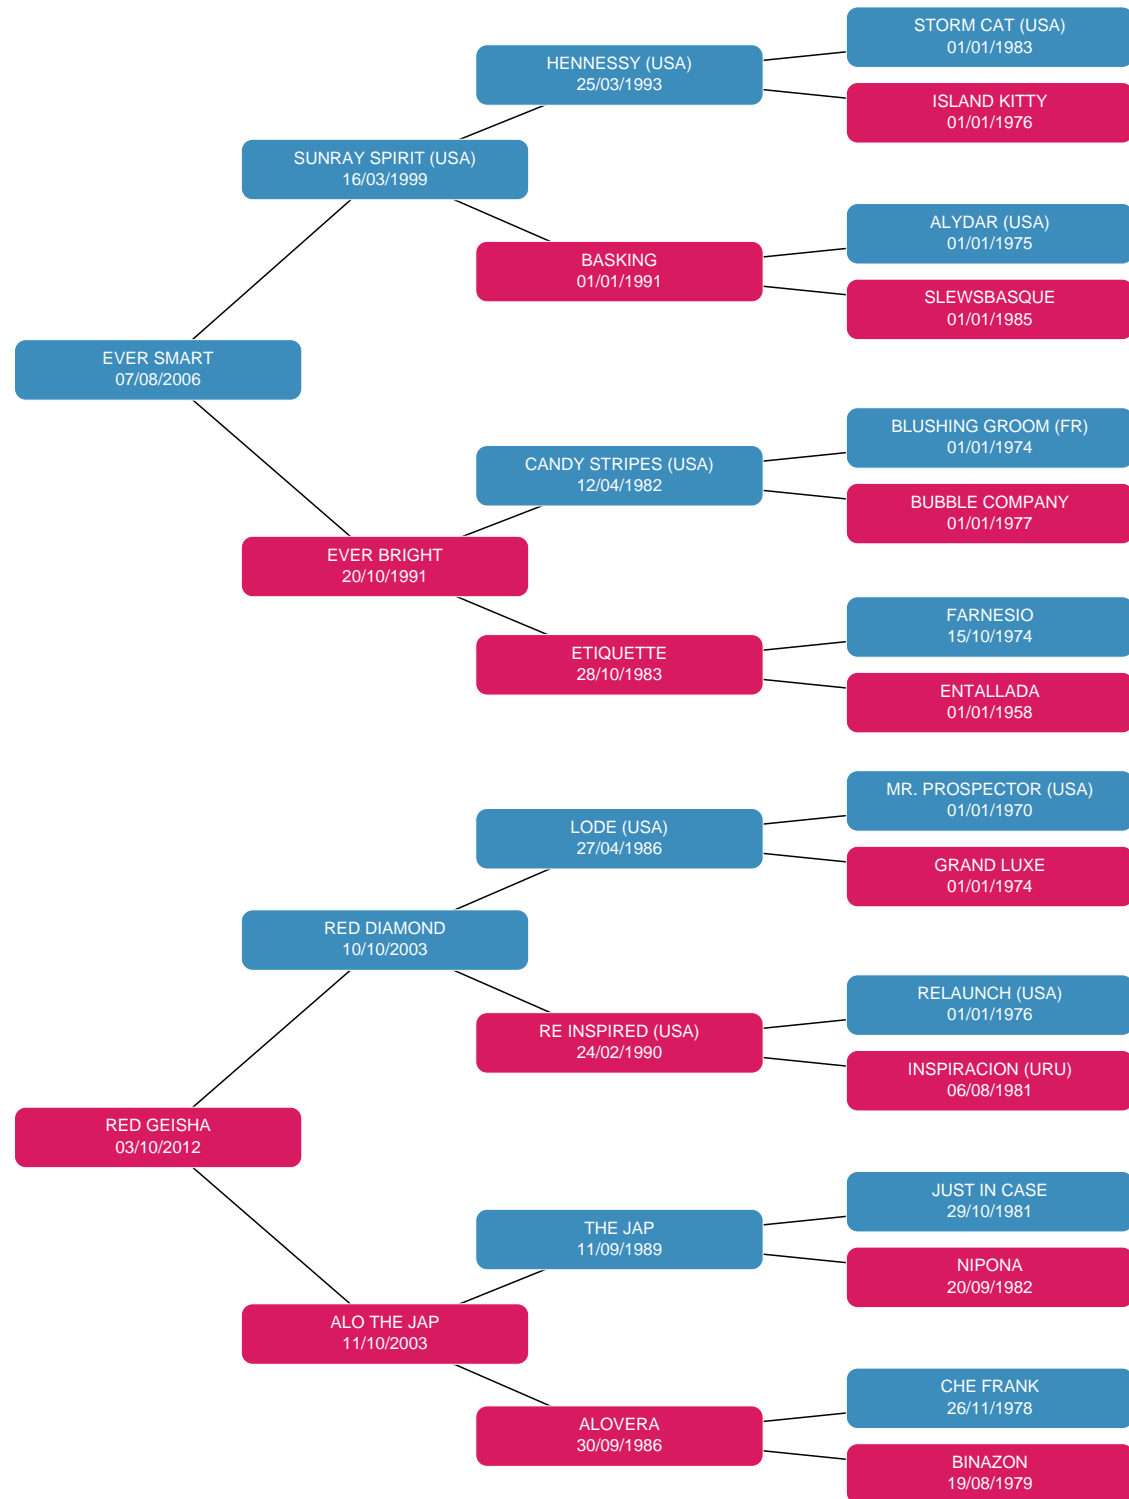 STORM CAT (USA)
01/01/1983
HENNESSY (USA)
25/03/1993
ISLAND KITTY
01/01/1976
SUNRAY SPIRIT (USA)
16/03/1999
ALYDAR (USA)
01/01/1975
BASKING
01/01/1991
SLEWSBASQUE
01/01/1985
EVER SMART
07/08/2006
BLUSHING GROOM (FR)
01/01/1974
CANDY STRIPES (USA)
12/04/1982
BUBBLE COMPANY
01/01/1977
EVER BRIGHT
20/10/1991
FARNESIO
15/10/1974
ETIQUETTE
28/10/1983
ENTALLADA
01/01/1958
MR. PROSPECTOR (USA)
01/01/1970
LODE (USA)
27/04/1986
GRAND LUXE
01/01/1974
RED DIAMOND
10/10/2003
RELAUNCH (USA)
01/01/1976
RE INSPIRED (USA)
24/02/1990
INSPIRACION (URU)
06/08/1981
RED GEISHA
03/10/2012
JUST IN CASE
29/10/1981
THE JAP
11/09/1989
NIPONA
20/09/1982
ALO THE JAP
11/10/2003
CHE FRANK
26/11/1978
ALOVERA
30/09/1986
BINAZON
19/08/1979